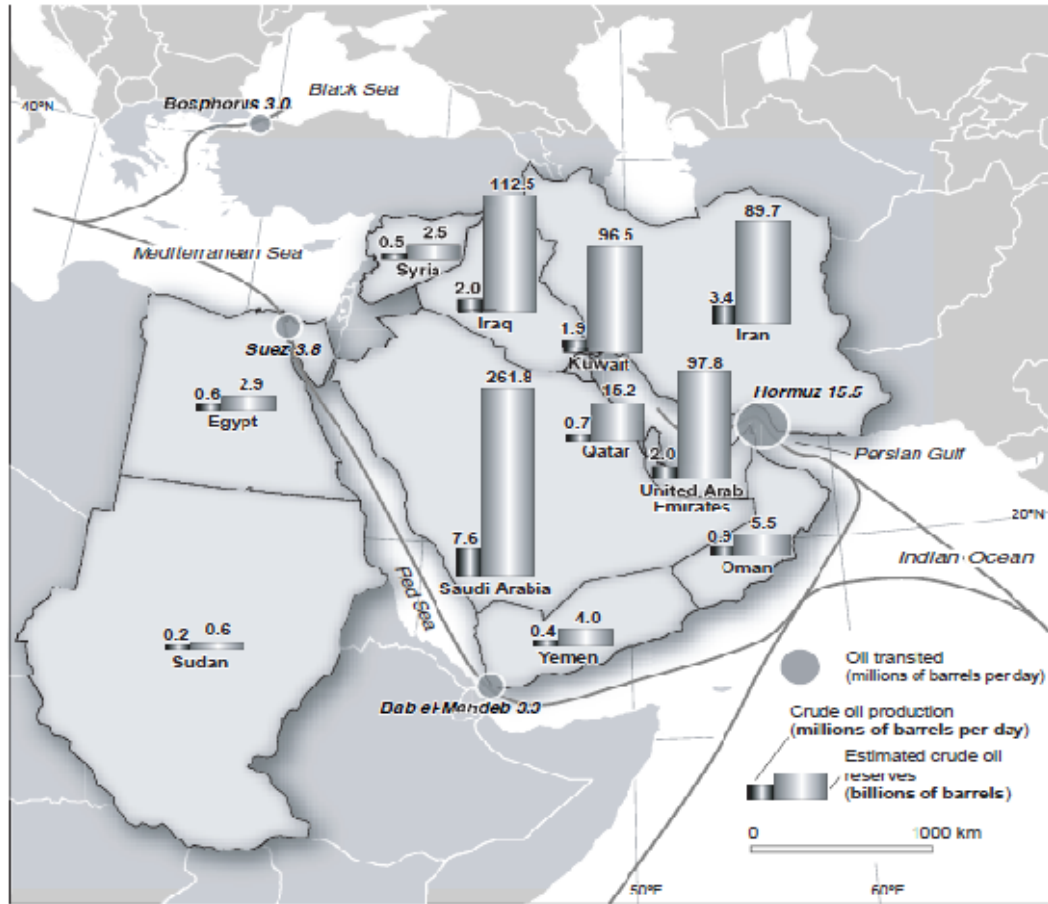 40°N
Bosphorus 3.0
Black Sea
Mediterranean Sea
0.5
2.5
Syria
112.5
2.0
Iraq
96.5
1.9
Kuwait
89.7
3.4
Iran
Suez 3.8
0.6
2.9
Egypt
261.8
7.6
Saudi Arabia
15.2
0.7
Qatar
97.8
2.0
United Arab
Emirates
Hormuz 15.5
Persian Gulf
20°N
5.5
0.9
Oman
Indian Ocean
Red Sea
0.2
0.6
Sudan
0.4
4.0
Yemen
Bab el-Mandeb
Oil transited
(millions of barrels per day)
Crude oil production
(millions of barrels per day)
Estimated crude oil
reserves
(billions of barrels)
0
1000 km
50°E
60°E